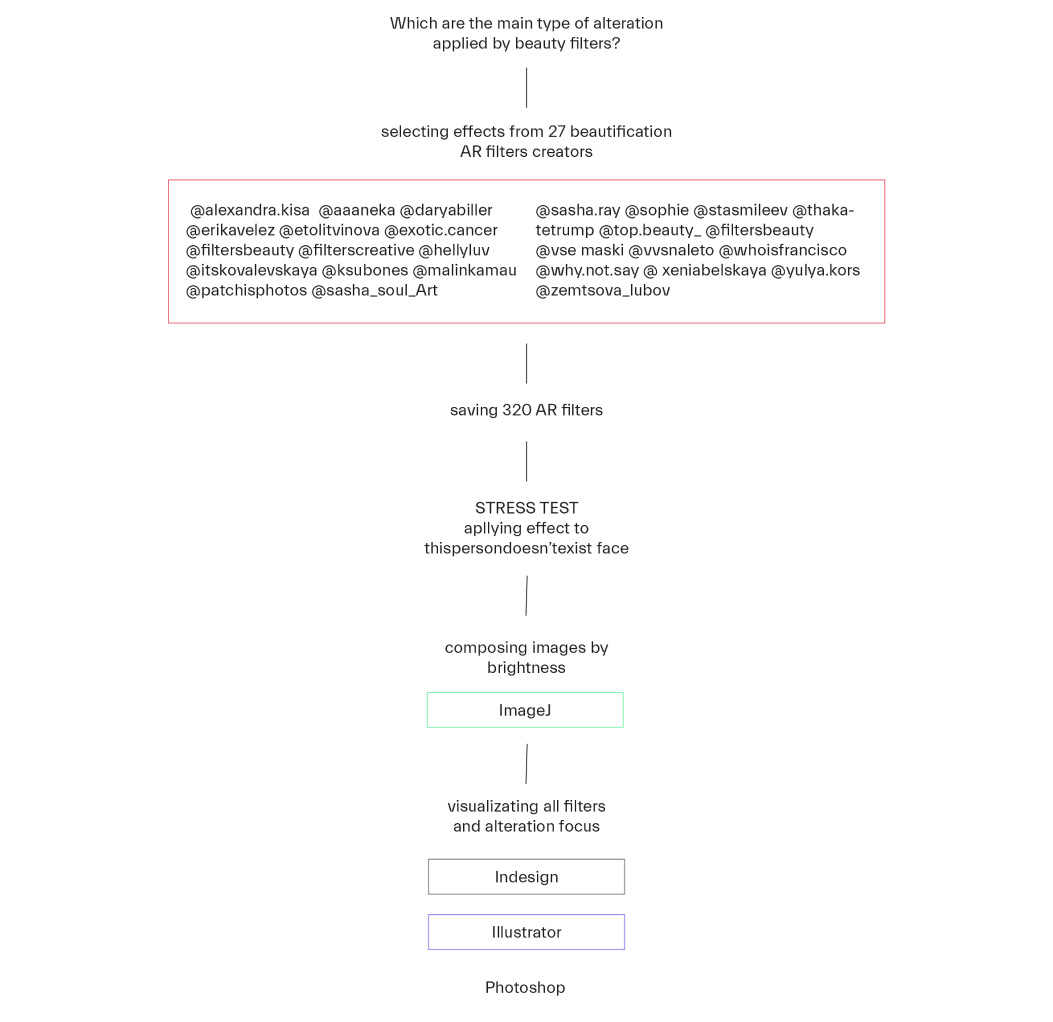 Which are the main type of alteration
applied by beauty filters?
selecting effects from 27 beautification
AR filters creators
@alexandra.kisa  @aaaneka @daryabiller
@erikavelez @etolitvinova @exotic.cancer
@filtersbeauty @filterscreative @hellyluv
@itskovalevskaya @ksubones @malinkamau
@patchisphotos @sasha_soul_Art
@sasha.ray @sophie @stasmileev @thaka-
tetrump @top.beauty_ @filtersbeauty
@vse maski @vvsnaleto @whoisfrancisco
@why.not.say @ xeniabelskaya @yulya.kors
@zemtsova_lubov
saving 320 AR filters
STRESS TEST
apllying effect to
thispersondoesn'texist face
composing images by
brightness
ImageJ
visualizating all filters
and alteration focus
Indesign
Illustrator
Photoshop